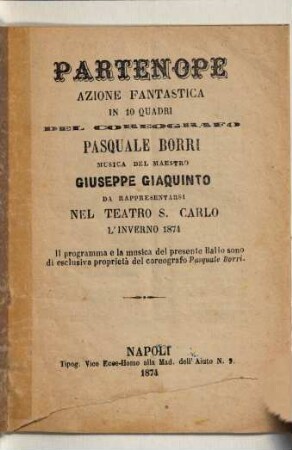 PARTENOPE
AZIONE FANTASTICA
IN 10 QUADRI
DEL COREOGRAFO
PASQUALE BORRI
MUSICA DEL MAESTRO
GIUSEPPE GIAQUINTO
DA RAPPRESENTARSI
NEL TEATRO S. CARLO
L'INVERNO 1874
Il programma e la musica del presente Ballo sono
di esclusiva proprietà del coreografo Pasquale Borri.
NAPOLI
Tipog. Vico Ecce-Homo alla Mad. dell' Aiuto N. 9.
1874